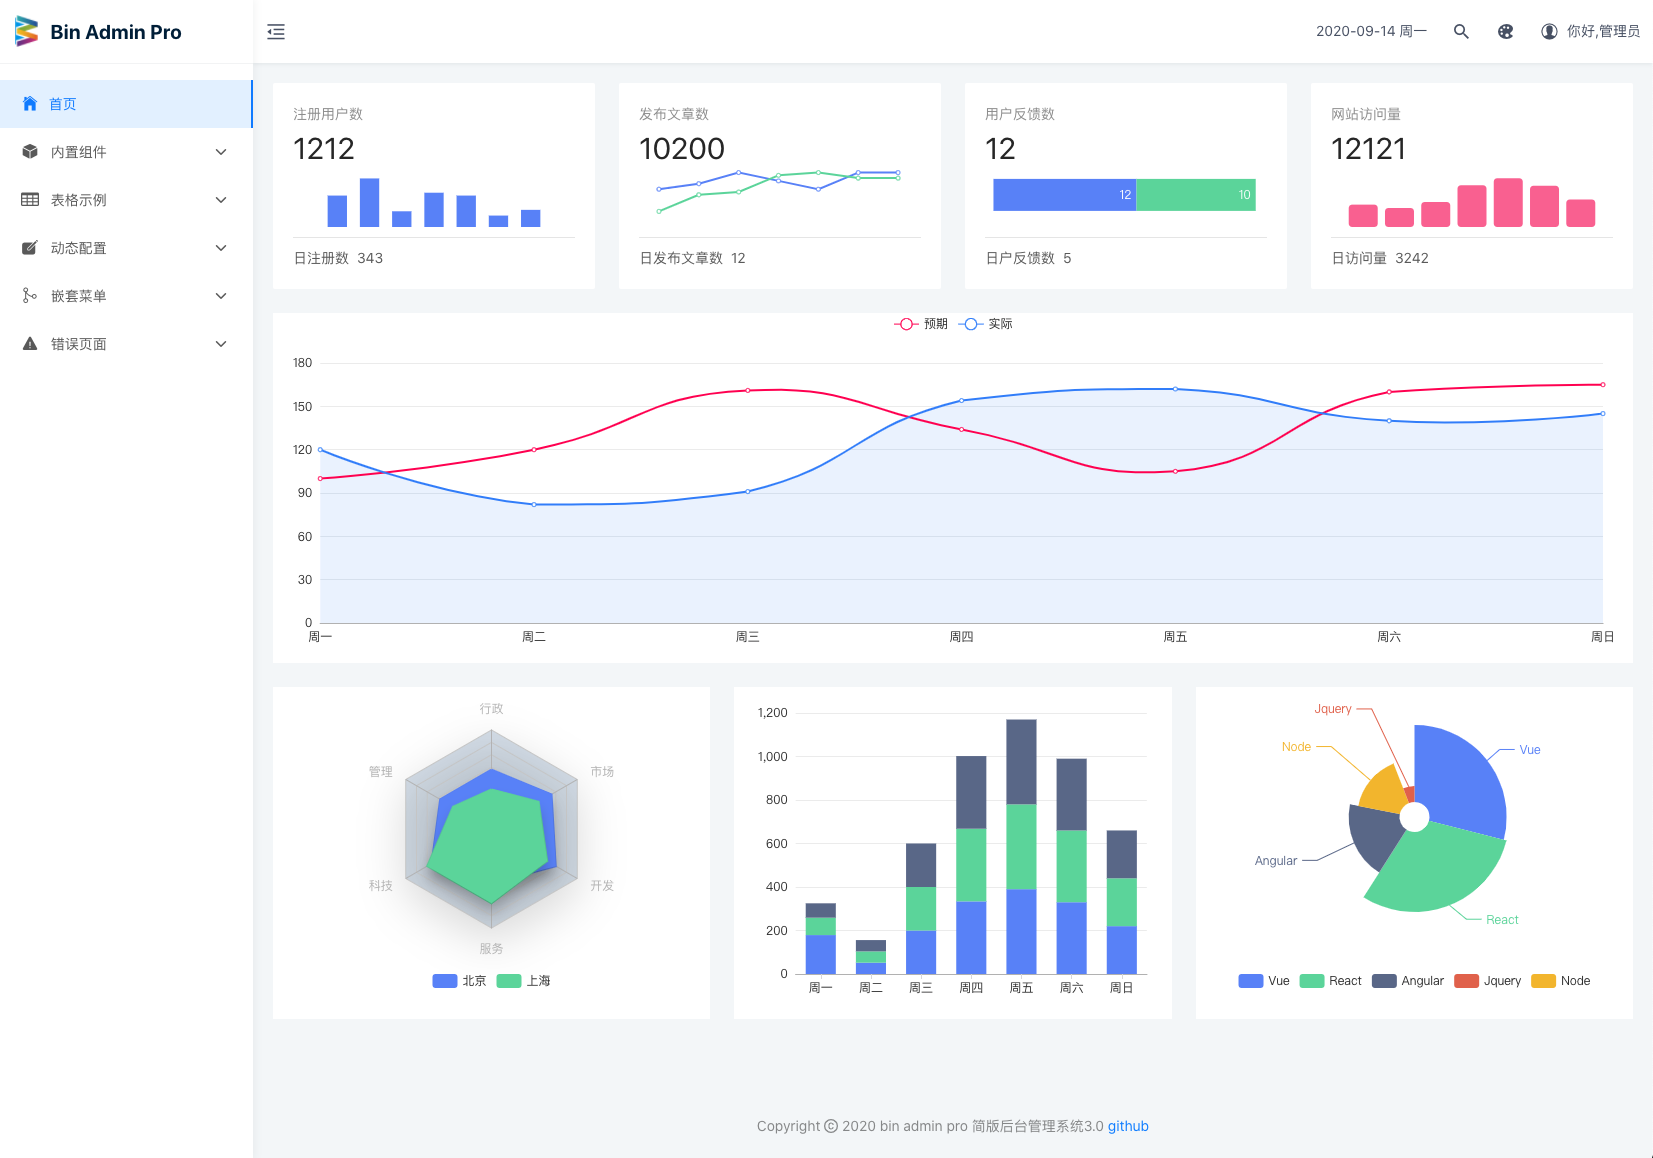 Bin Admin Pro
2020-09-14 周一
你好,管理员
首页
内置组件
表格示例
动态配置
嵌套菜单
错误页面
注册用户数
1212
日注册数 343
发布文章数
10200
日发布文章数 12
用户反馈数
12
12
10
日户反馈数 5
网站访问量
12121
日访问量 3242
预期
实际
180
150
120
90
60
30
0
周一
周二
周三
周四
周五
周六
周日
行政
管理
市场
科技
开发
服务
北京
上海
1,200
1,000
800
600
400
200
0
周一
周二
周三
周四
周五
周六
周日
Jquery
Node
Vue
Angular
React
Vue
React
Angular
Jquery
Node
Copyright © 2020 bin admin pro 简版后台管理系统3.0 github